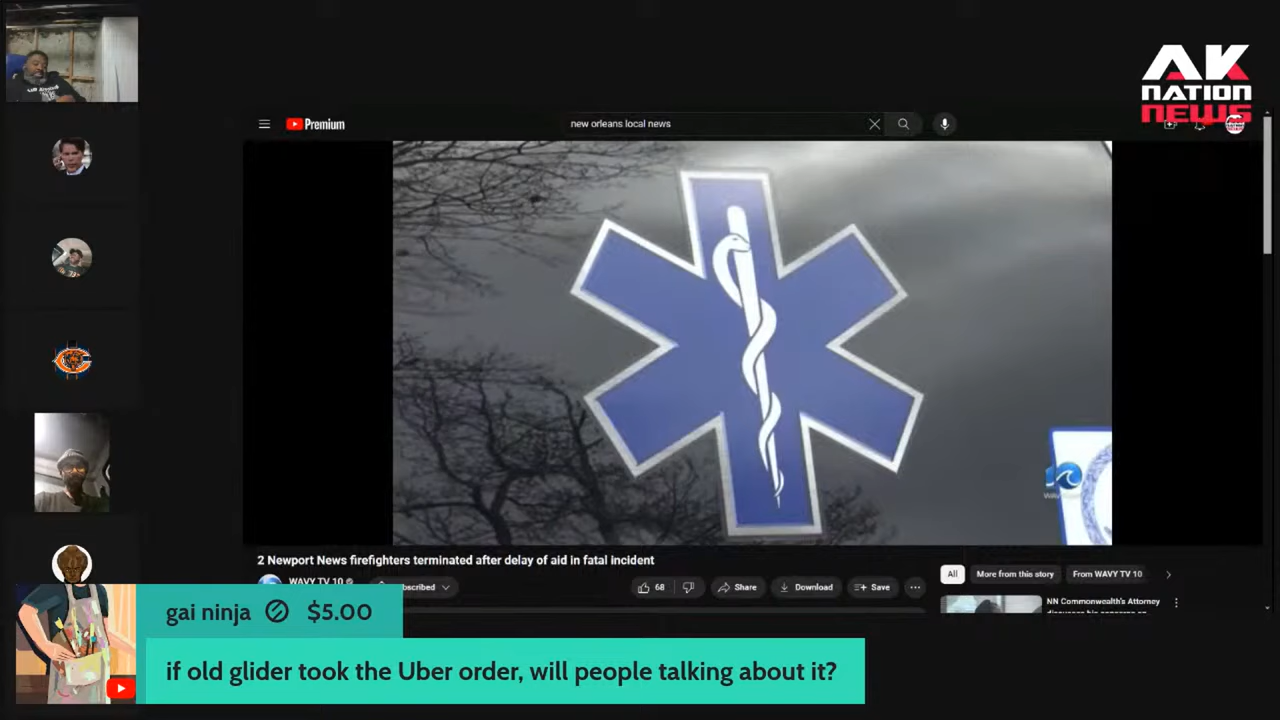 AK
NATION
NEWS
Premium
new orleans local news
2 Newport News firefighters terminated after delay of aid in fatal incident
WAVY TV 10
68
Share
Download
Save
All
More from this story
From WAVY TV 10
NN Commonwealth's Attorney
gai ninja $5.00
if old glider took the Uber order, will people talking about it?